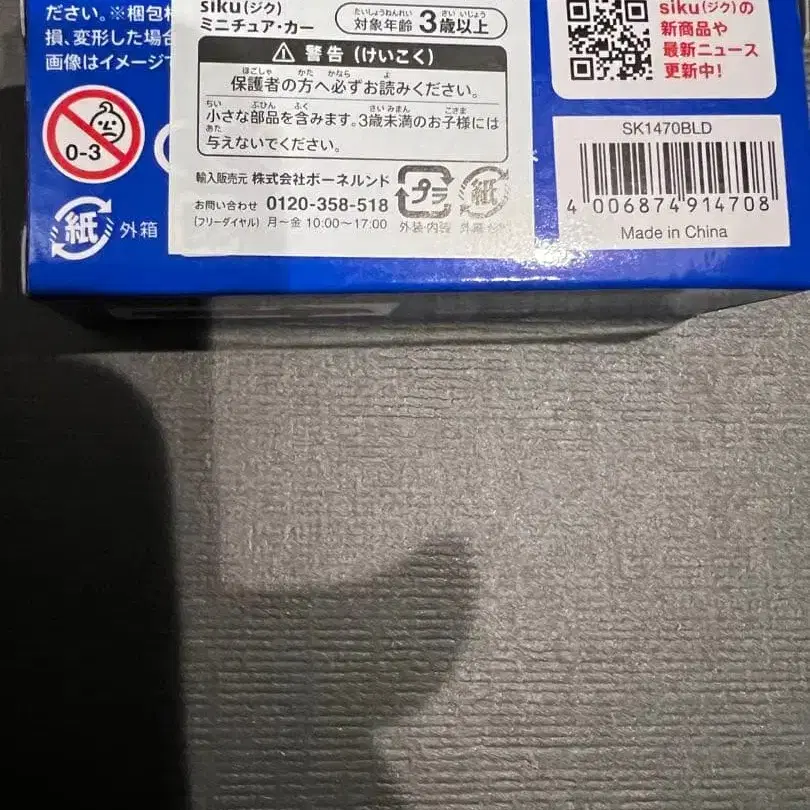 ださい。※梱包
損、変形した場合
画像はイメージ
0-3
紙 外箱
siku(ジク)
ミニチュア・カー
たいしょうねんれい さい いじょう
対象年齢 3歳以上
警告 (けいこく)
ほごしゃ かた かなら よ
保護者の方へ必ずお読みください。
ちい ぶひん ふく さい みまん こさま
小さな部品を含みます。3歳未満のお子様には
あた
与えないでください。
輸入販売元 株式会社ボーネルンド
お問い合わせ 0120-358-518
(フリーダイヤル) 月〜金 10:00〜17:00
プラ
外装・内装
紙
siku(ジク)の
新商品や
最新ニュース
更新中!
SK1470BLD
4 006874 914708
Made in China